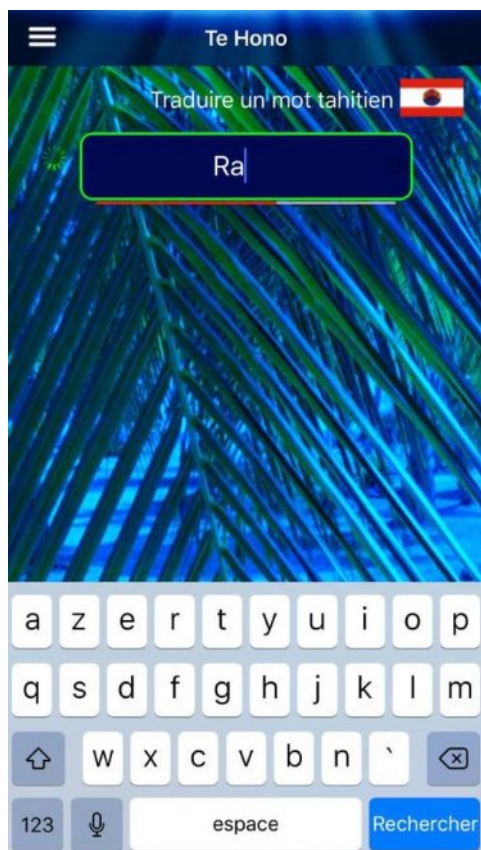 Te Hono
Traduire un mot tahitien
Ra
a z e r t y u i o p
q s d f g h j k l m
w x c v b n `
123 espace Rechercher